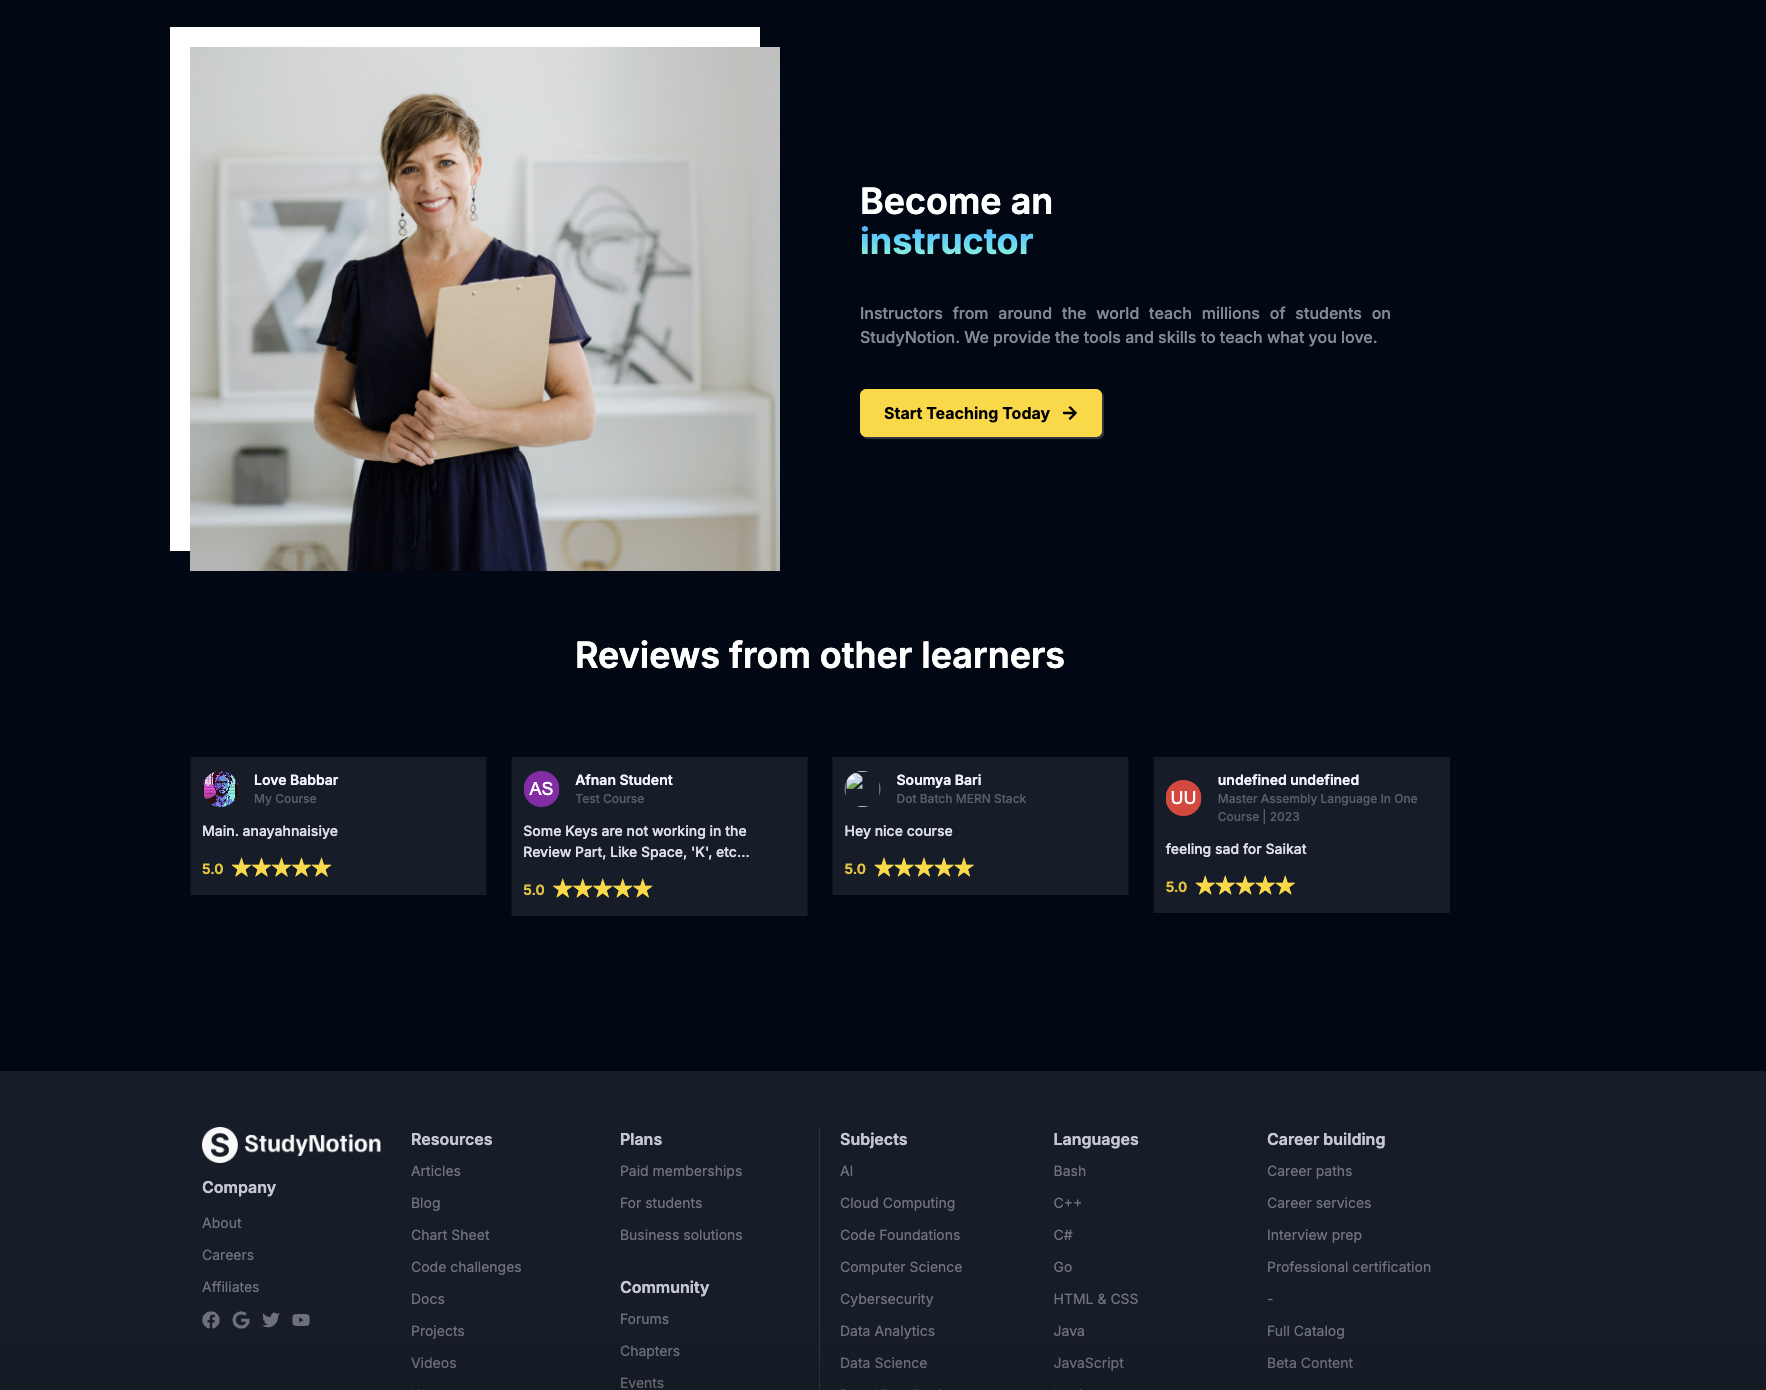 Become an
instructor
Instructors from around the world teach millions of students on
StudyNotion. We provide the tools and skills to teach what you love.
Start Teaching Today
Reviews from other learners
Love Babbar
My Course
Main. anayahnaisiye
5.0
AS
Afnan Student
Test Course
Some Keys are not working in the
Review Part, Like Space, 'K', etc...
5.0
Soumya Bari
Dot Batch MERN Stack
Hey nice course
5.0
UU
undefined undefined
Master Assembly Language In One
Course | 2023
feeling sad for Saikat
5.0
StudyNotion
Company
About
Careers
Affiliates
Resources
Articles
Blog
Chart Sheet
Code challenges
Docs
Projects
Videos
Plans
Paid memberships
For students
Business solutions
Community
Forums
Chapters
Events
Subjects
AI
Cloud Computing
Code Foundations
Computer Science
Cybersecurity
Data Analytics
Data Science
Languages
Bash
C++
C#
Go
HTML & CSS
Java
JavaScript
Career building
Career paths
Career services
Interview prep
Professional certification
-
Full Catalog
Beta Content